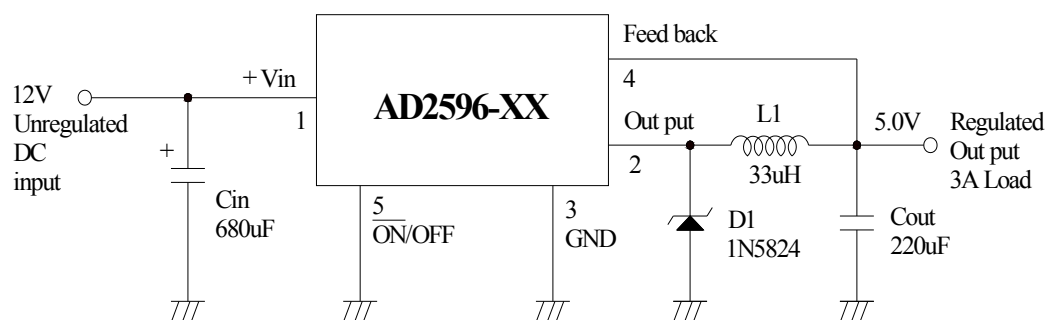 Feed back
4
+ Vin
1
12V
Unregulated
DC
input
AD2596-XX
Out put
2
L1
33uH
5.0V
Regulated
Out put
3A Load
+
Cin
680uF
5
ON/OFF
3
GND
D1
1N5824
Cout
220uF